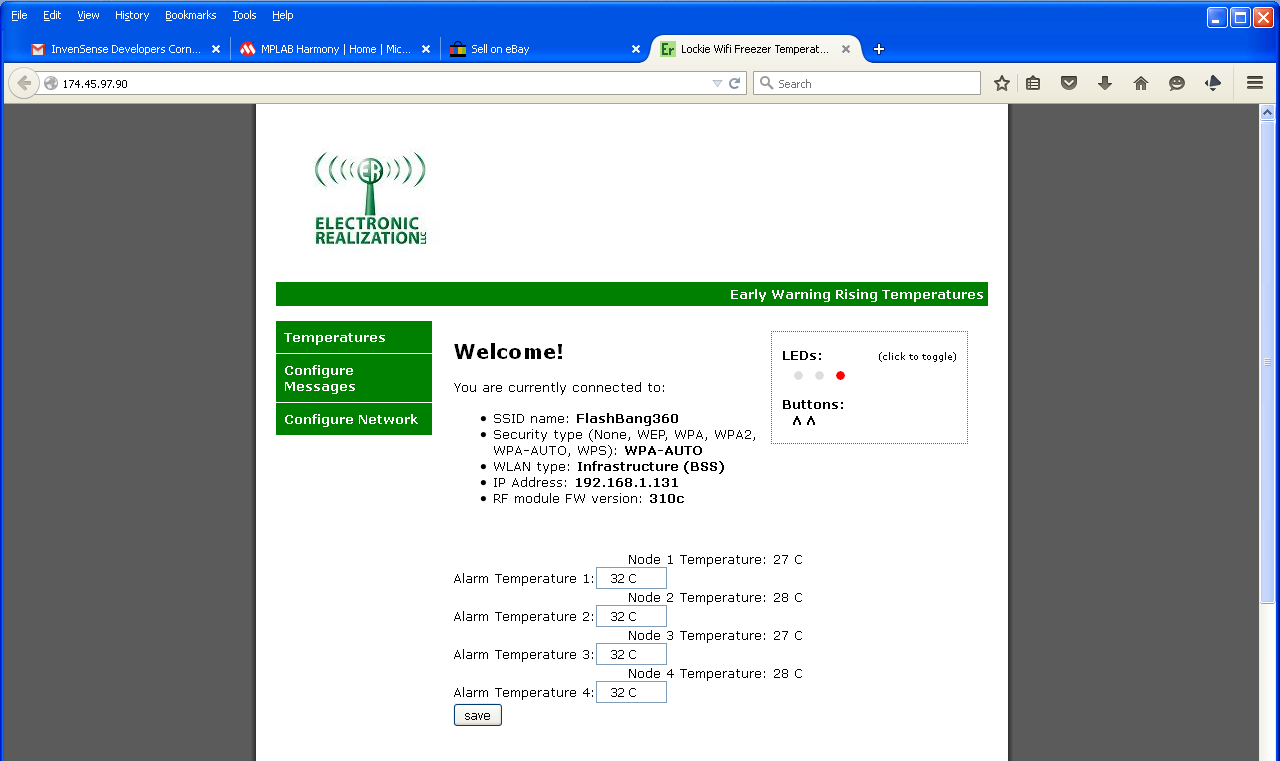 File Edit View History Bookmarks Tools Help
InvenSense Developers Corn...
MPLAB Harmony | Home | Mic...
Sell on eBay
Er Lockie Wifi Freezer Temperat...
174.45.97.90
Search
ER
ELECTRONIC
REALIZATION LLC
Early Warning Rising Temperatures
Temperatures
Configure
Messages
Configure Network
Welcome!
You are currently connected to:
• SSID name: FlashBang360
• Security type (None, WEP, WPA, WPA2,
WPA-AUTO, WPS): WPA-AUTO
• WLAN type: Infrastructure (BSS)
• IP Address: 192.168.1.131
• RF module FW version: 310c
LEDs: (click to toggle)
Buttons:
Λ Λ
Node 1 Temperature: 27 C
Alarm Temperature 1: 32 C
Node 2 Temperature: 28 C
Alarm Temperature 2: 32 C
Node 3 Temperature: 27 C
Alarm Temperature 3: 32 C
Node 4 Temperature: 28 C
Alarm Temperature 4: 32 C
save